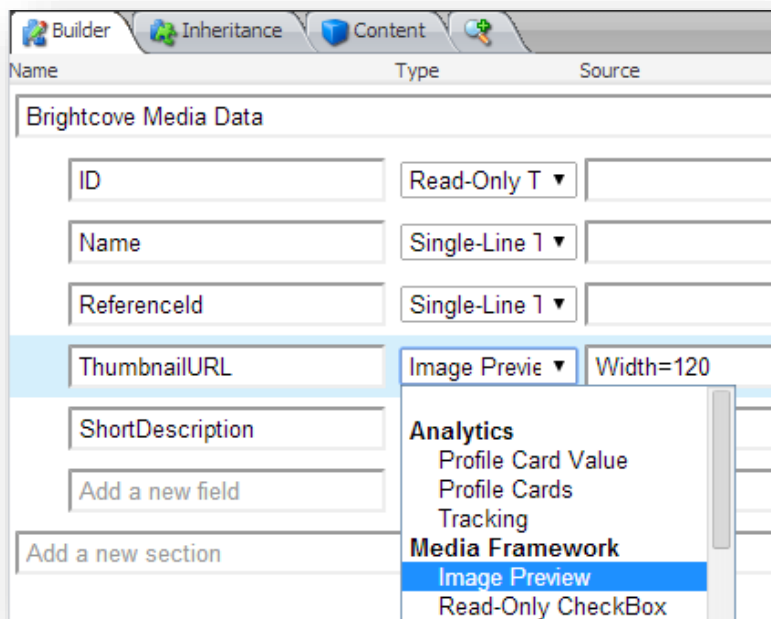 Builder Inheritance Content
Name Type Source
Brightcove Media Data
ID Read-Only T
Name Single-Line T
ReferenceId Single-Line T
ThumbnailURL Image Previe Width=120
ShortDescription
Analytics
Profile Card Value
Add a new field
Profile Cards
Tracking
Add a new section
Media Framework
Image Preview
Read-Only CheckBox